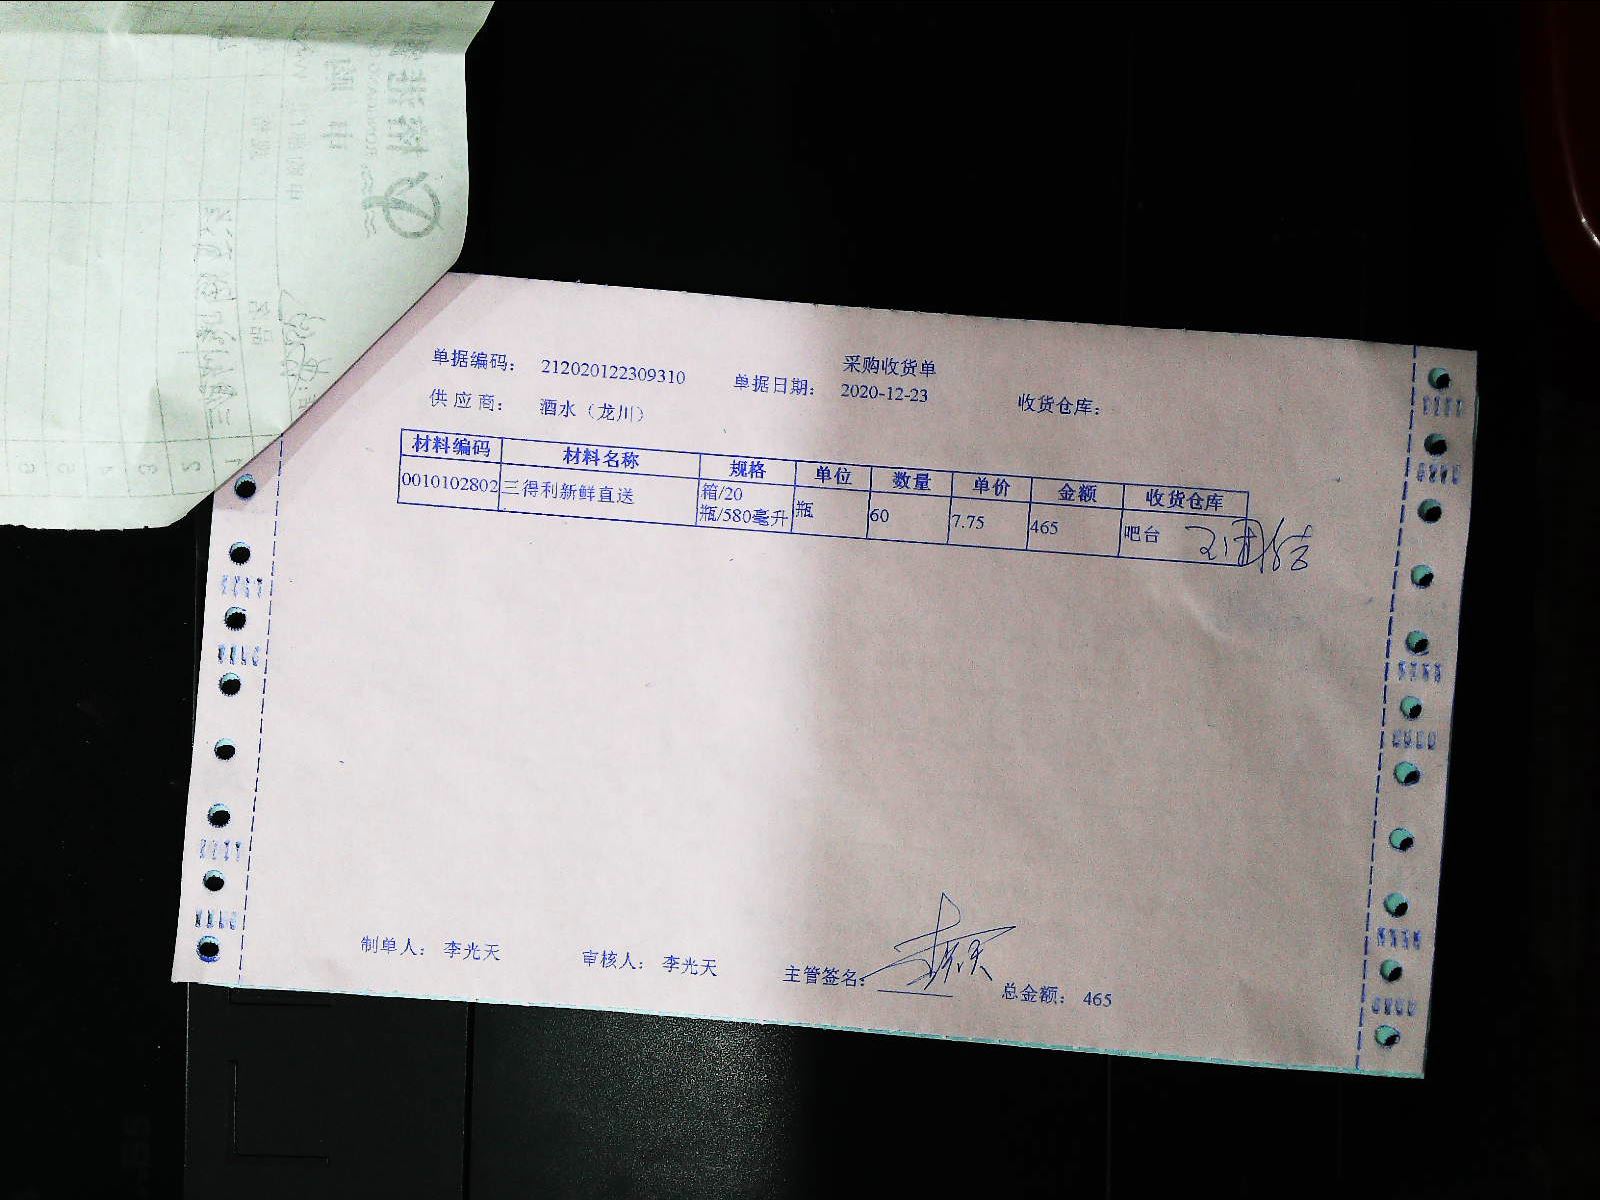 采购收货单
单据编码： 212020122309310 单据日期： 2020-12-23 收货仓库：
供应商： 酒水（龙川）
材料编码 材料名称 规格 单位 数量 单价 金额 收货仓库
0010102802 三得利新鲜直送 箱/20 瓶 60 7.75 465 吧台
瓶/580毫升
制单人： 李光天 审核人： 李光天 主管签名： 总金额： 465